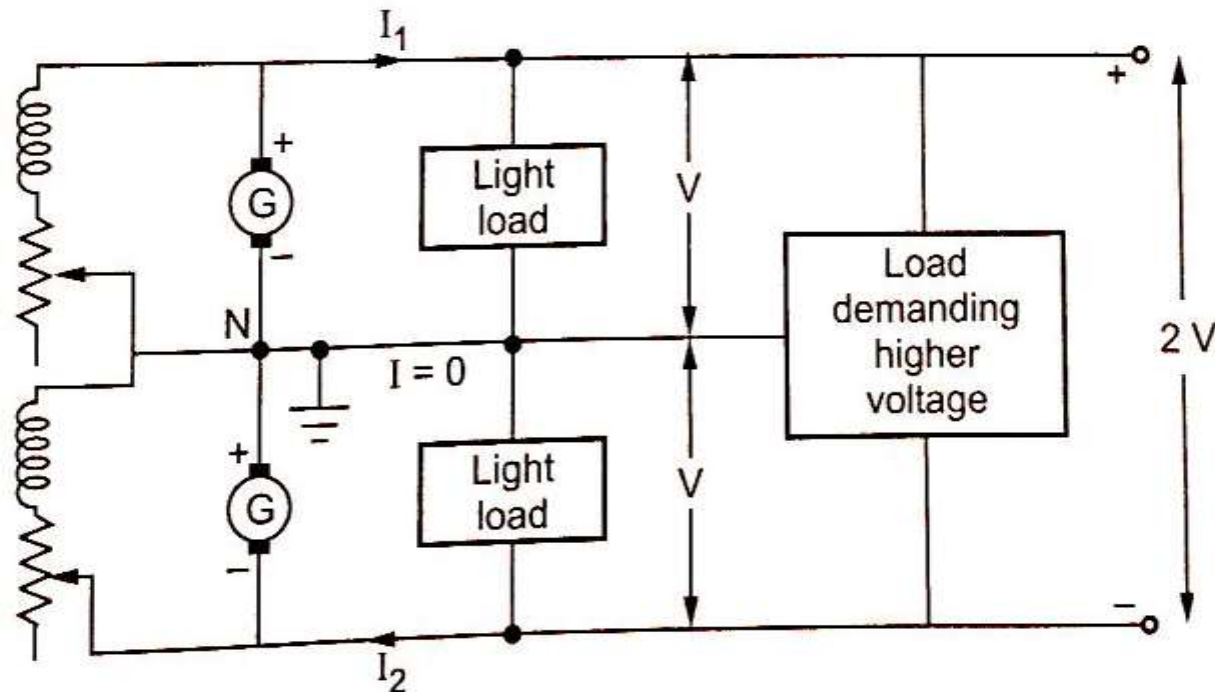 I₁
+
+
G
Light
load
V
−
Load
demanding
higher
voltage
N
I = 0
2 V
+
G
Light
load
V
−
−
I₂